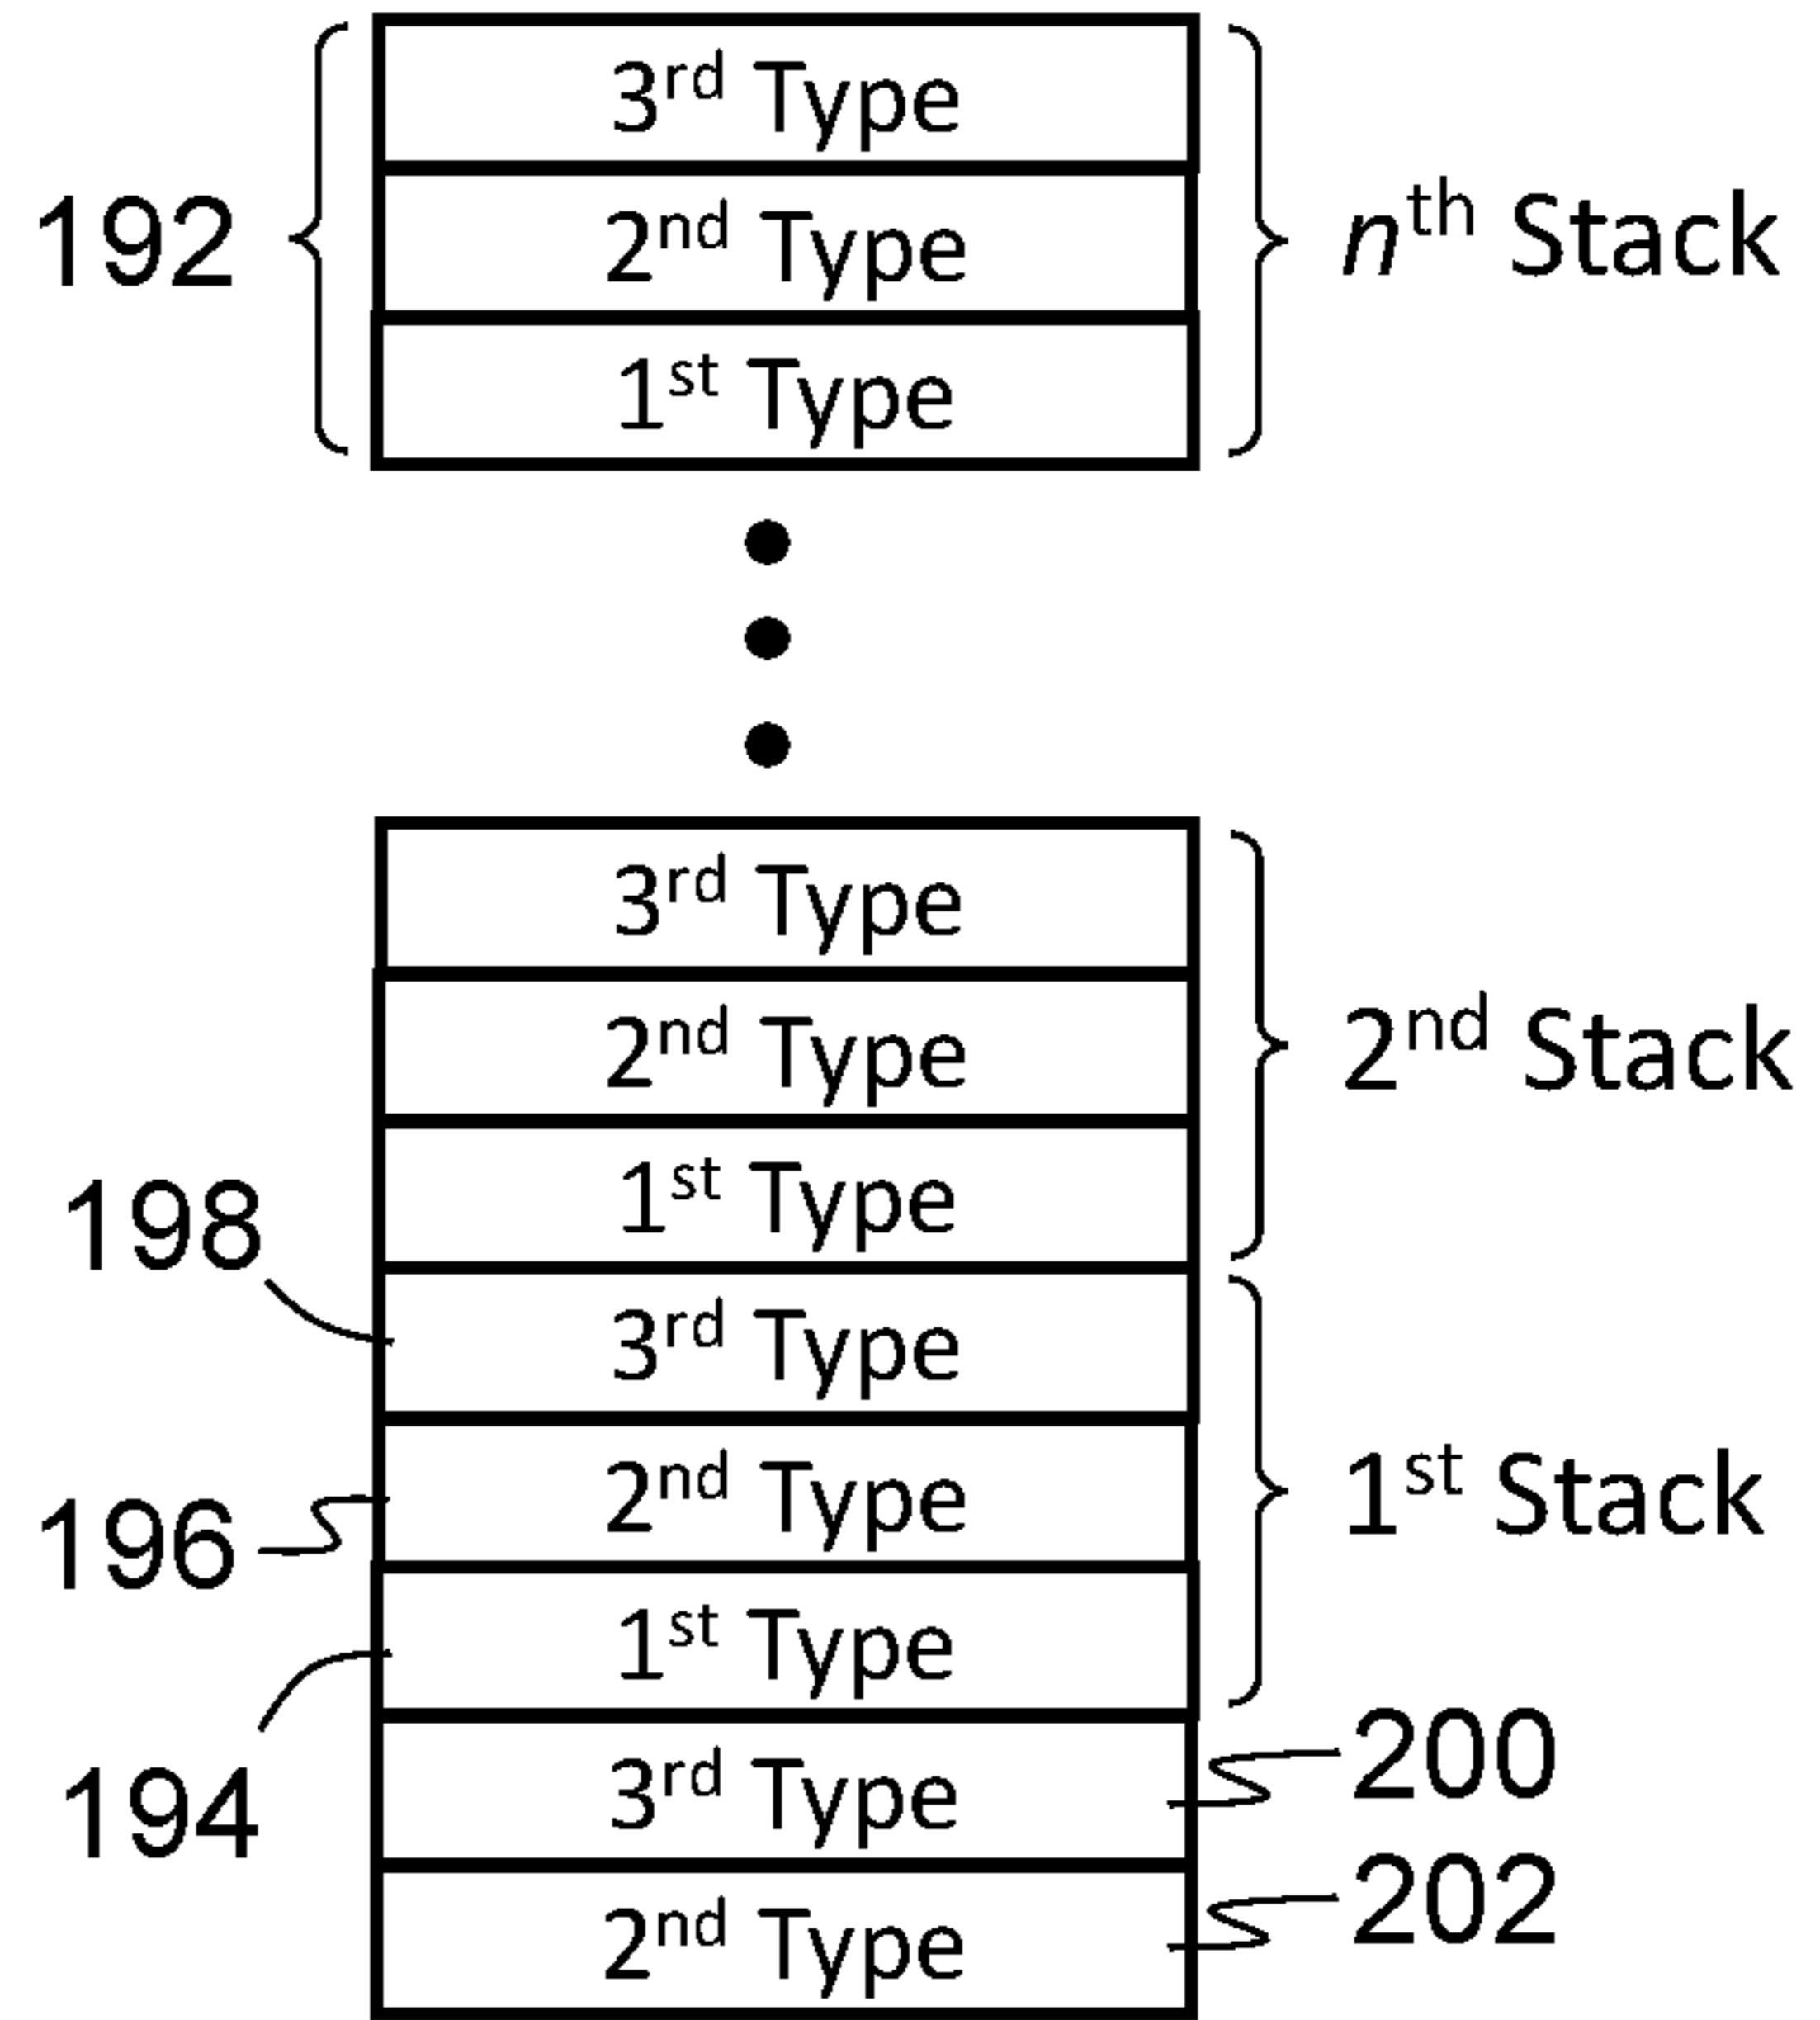 3rd Type
192
2nd Type
nth Stack
1st Type
3rd Type
2nd Type
2nd Stack
1st Type
198
3rd Type
196
2nd Type
1st Stack
1st Type
194
3rd Type
200
2nd Type
202